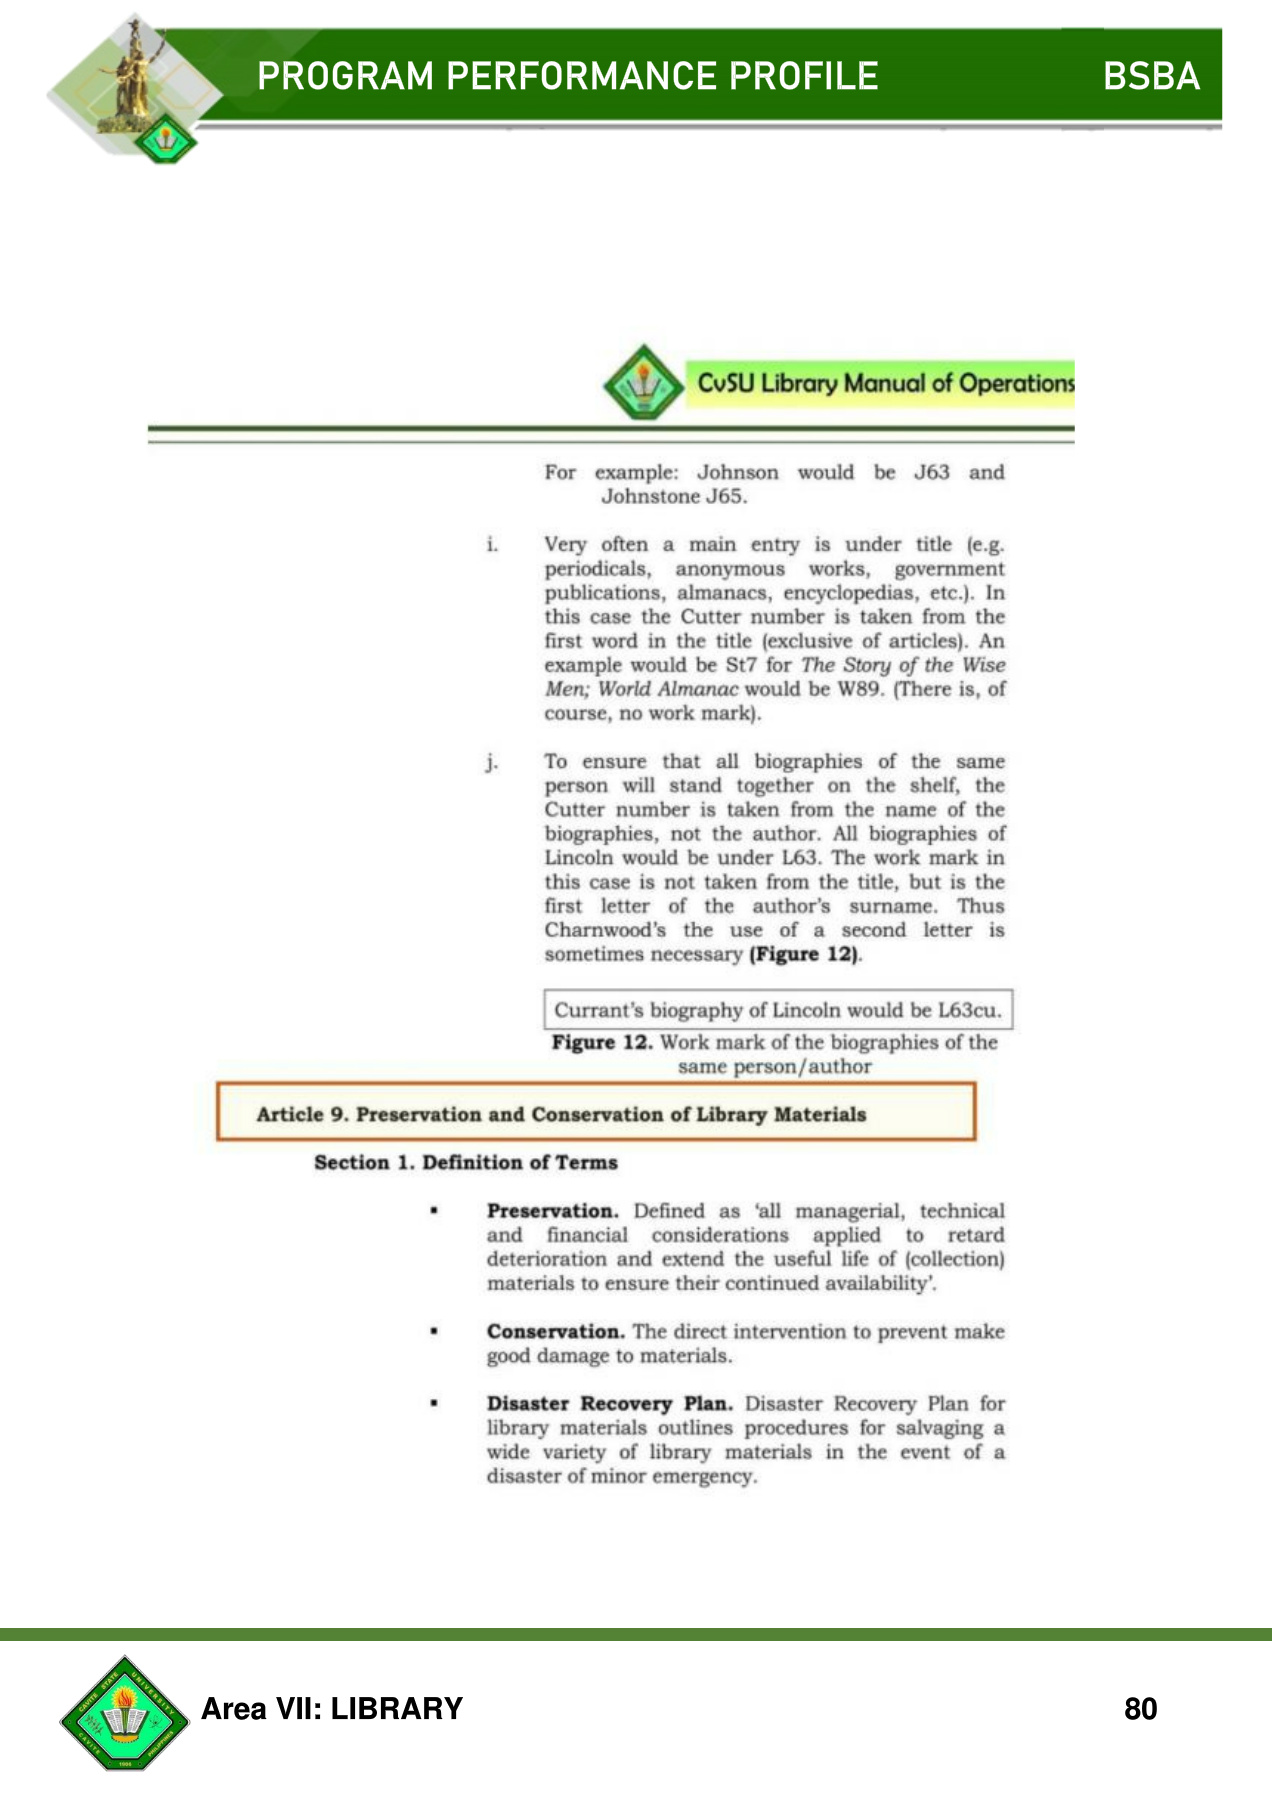 PROGRAM PERFORMANCE PROFILE BSBA
CvSU Library Manual of Operations
For example: Johnson would be J63 and
Johnstone J65.
i. Very often a main entry is under title (e.g.
periodicals, anonymous works, government
publications, almanacs, encyclopedias, etc.). In
this case the Cutter number is taken from the
first word in the title (exclusive of articles). An
example would be St7 for The Story of the Wise
Men; World Almanac would be W89. (There is, of
course, no work mark).
j. To ensure that all biographies of the same
person will stand together on the shelf, the
Cutter number is taken from the name of the
biographies, not the author. All biographies of
Lincoln would be under L63. The work mark in
this case is not taken from the title, but is the
first letter of the author's surname. Thus
Charnwood's the use of a second letter is
sometimes necessary (Figure 12).
Currant's biography of Lincoln would be L63cu.
Figure 12. Work mark of the biographies of the
same person/author
Article 9. Preservation and Conservation of Library Materials
Section 1. Definition of Terms
▪ Preservation. Defined as 'all managerial, technical
and financial considerations applied to retard
deterioration and extend the useful life of (collection)
materials to ensure their continued availability'.
▪ Conservation. The direct intervention to prevent make
good damage to materials.
▪ Disaster Recovery Plan. Disaster Recovery Plan for
library materials outlines procedures for salvaging a
wide variety of library materials in the event of a
disaster of minor emergency.
CAVITE STATE UNIVERSITY
CAVITE 1906 PHILIPPINES
Area VII: LIBRARY 80